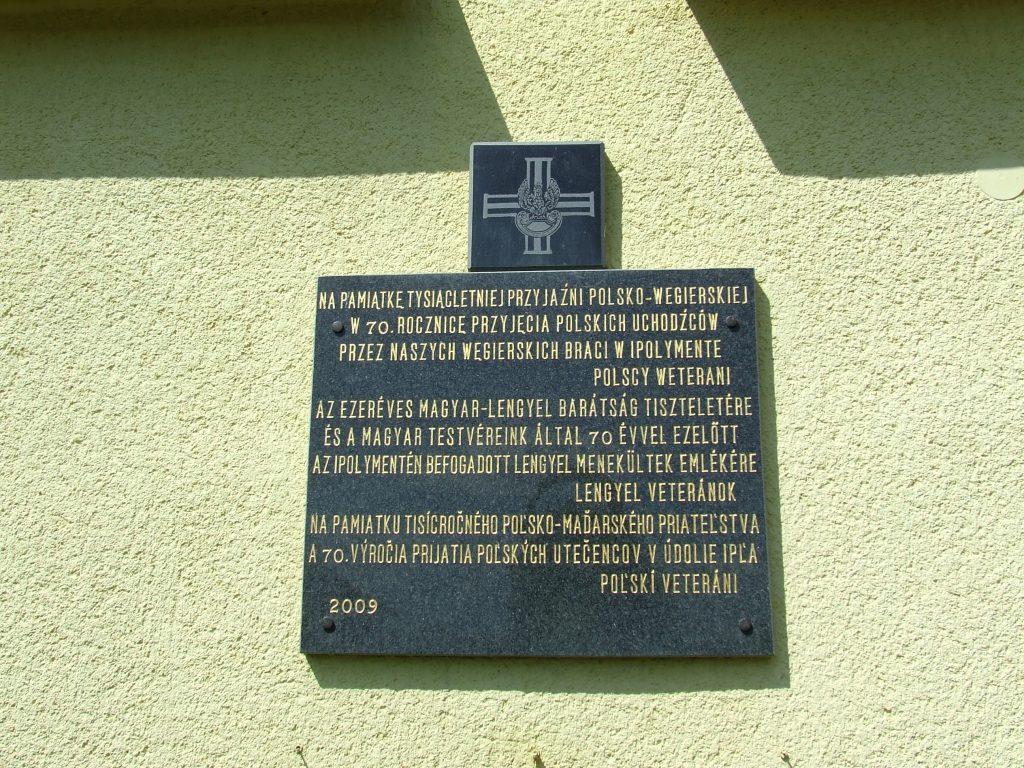 NA PAMIĄTKĘ TYSIĄCLETNIEJ PRZYJAŹNI POLSKO-WĘGIERSKIEJ
W 70. ROCZNICĘ PRZYJĘCIA POLSKICH UCHODŹCÓW
PRZEZ NASZYCH WĘGIERSKICH BRACI W IPOLYMENTE
POLSCY WETERANI
AZ EZERÉVES MAGYAR-LENGYEL BARÁTSÁG TISZTELETÉRE
ÉS A MAGYAR TESTVÉREINK ÁLTAL 70 ÉVVEL EZELŐTT
AZ IPOLYMENTÉN BEFOGADOTT LENGYEL MENEKÜLTEK EMLÉKÉRE
LENGYEL VETERÁNOK
NA PAMIATKU TISÍCROČNÉHO POĽSKO-MAĎARSKÉHO PRIATEĽSTVA
A 70. VÝROČIA PRIJATIA POĽSKÝCH UTEČENCOV V ÚDOLIE IPĽA
POĽSKÍ VETERÁNI
2009